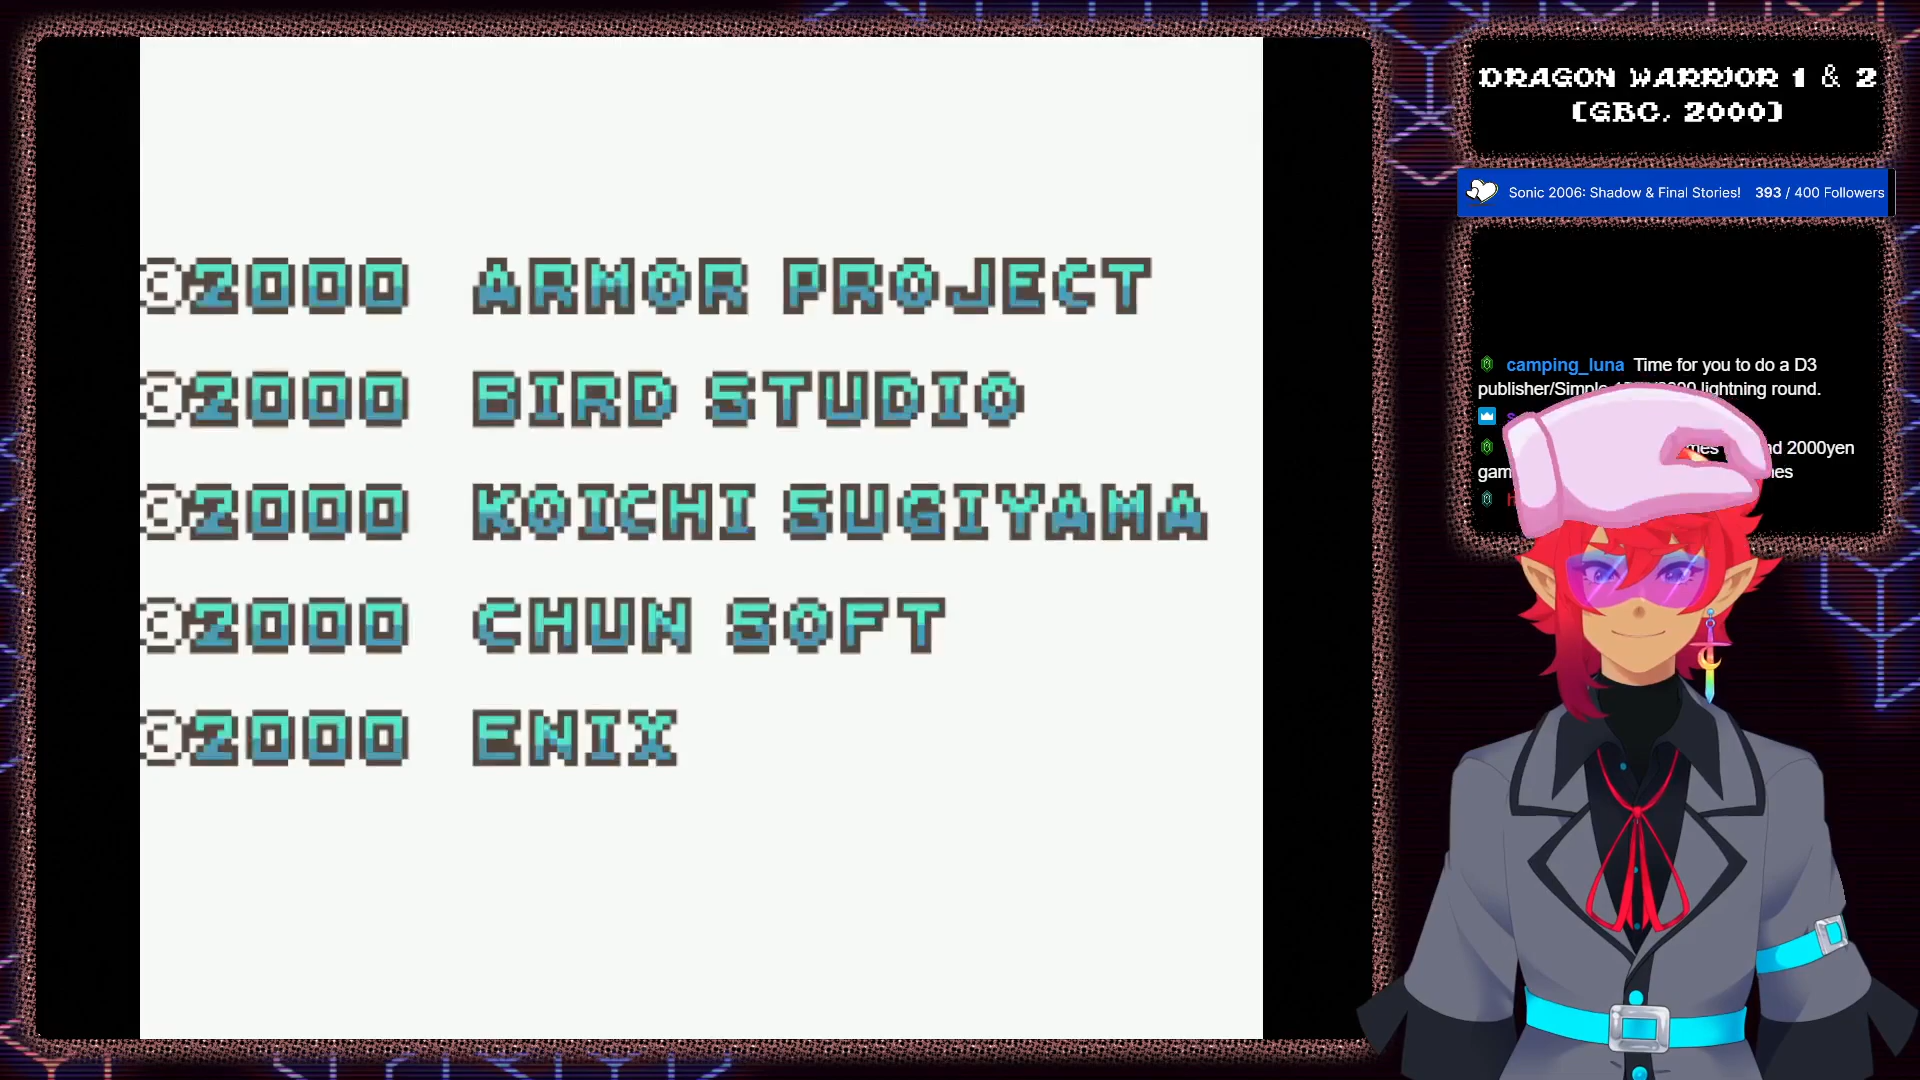 ©2000 ARMOR PROJECT
©2000 BIRD STUDIO
©2000 KOICHI SUGIYAMA
©2000 CHUN SOFT
©2000 ENIX
DRAGON WARRIOR 1 & 2
(GBC, 2000)
Sonic 2006: Shadow & Final Stories! 393 / 400 Followers
camping_luna Time for you to do a D3
publisher/Simple lightning round.
2000yen